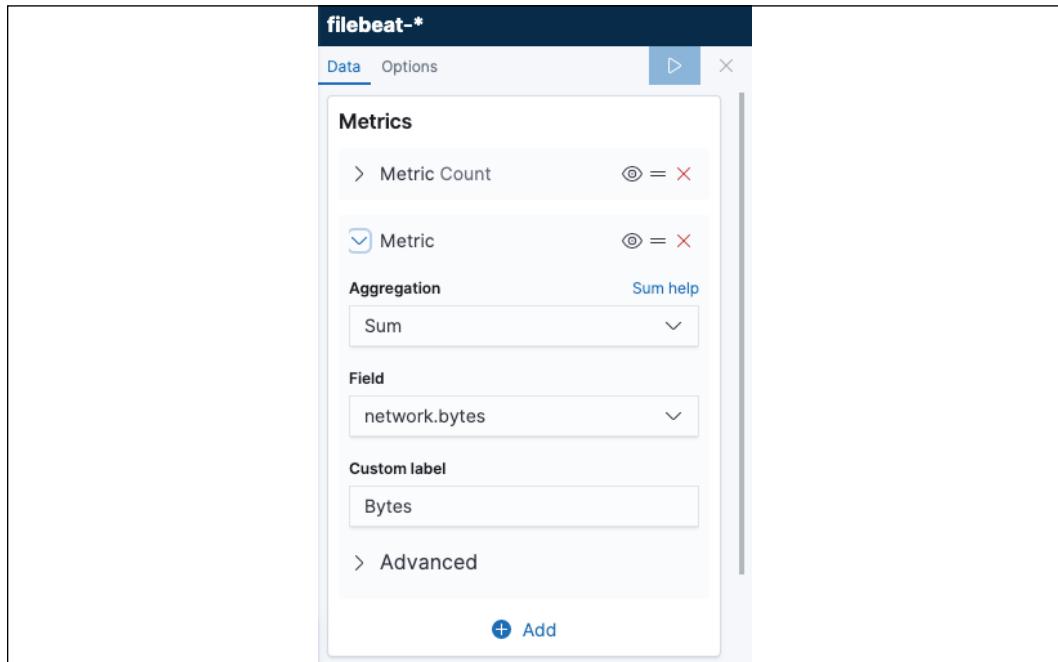 filebeat-*
Data Options
Metrics
Metric Count
Metric
Aggregation Sum help
Sum
Field
network.bytes
Custom label
Bytes
Advanced
Add